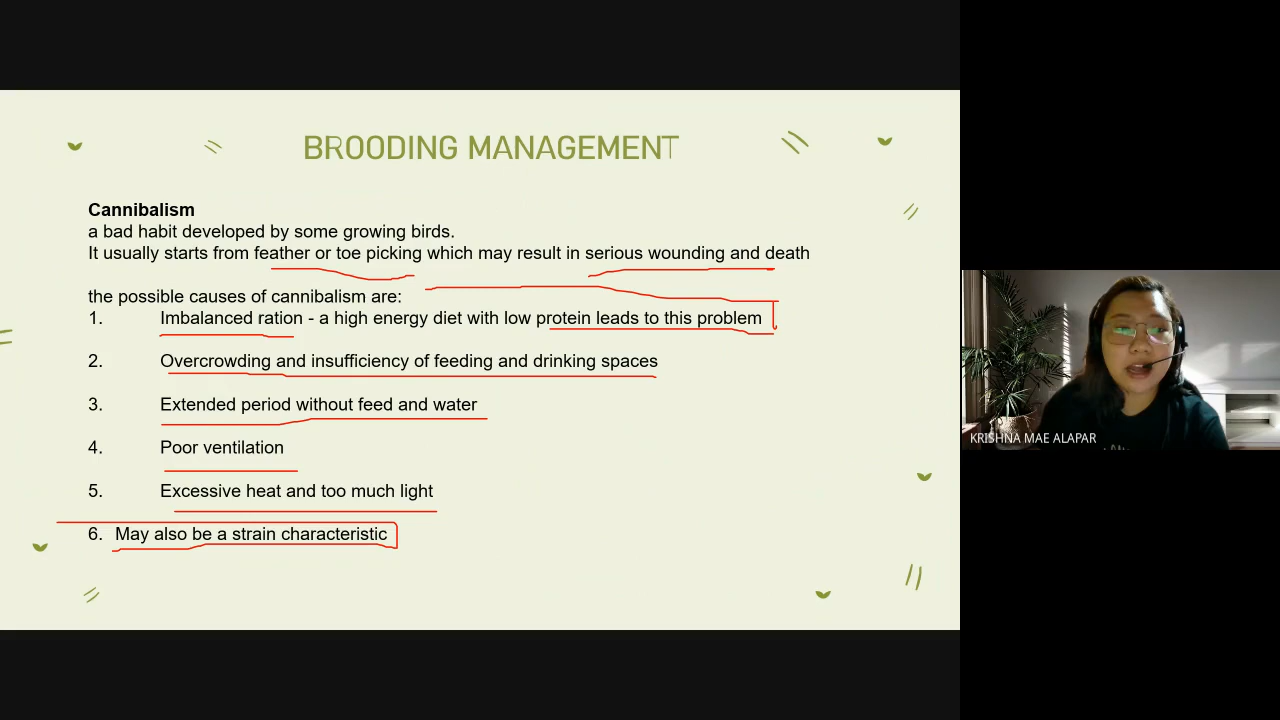 BROODING MANAGEMENT
Cannibalism
a bad habit developed by some growing birds.
It usually starts from feather or toe picking which may result in serious wounding and death
the possible causes of cannibalism are:
1. Imbalanced ration - a high energy diet with low protein leads to this problem
2. Overcrowding and insufficiency of feeding and drinking spaces
3. Extended period without feed and water
4. Poor ventilation
5. Excessive heat and too much light
6. May also be a strain characteristic
KRISHNA MAE ALAPAR